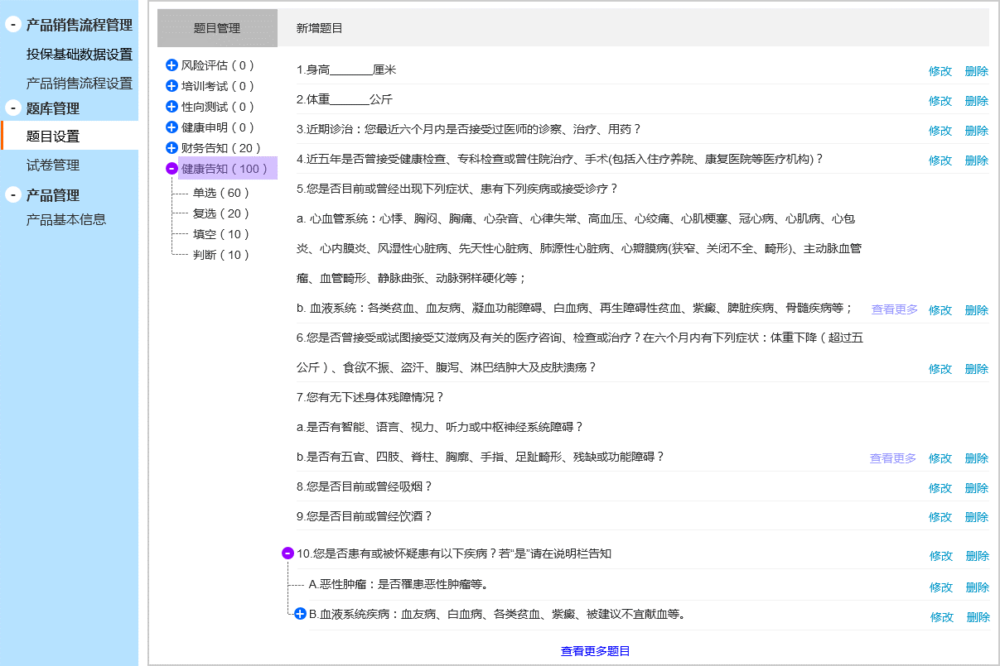 产品销售流程管理
投保基础数据设置
产品销售流程设置
题库管理
题目设置
试卷管理
产品管理
产品基本信息
题目管理
新增题目
风险评估（0）
培训考试（0）
性向测试（0）
健康申明（0）
财务告知（20）
健康告知（100）
单选（60）
复选（20）
填空（10）
判断（10）
1.身高______厘米 修改 删除
2.体重______公斤 修改 删除
3.近期诊治：您最近六个月内是否接受过医师的诊察、治疗、用药？ 修改 删除
4.近五年是否曾接受健康检查、专科检查或曾住院治疗、手术(包括入住疗养院、康复医院等医疗机构)？ 修改 删除
5.您是否目前或曾经出现下列症状、患有下列疾病或接受诊疗？
a. 心血管系统：心悸、胸闷、胸痛、心杂音、心律失常、高血压、心绞痛、心肌梗塞、冠心病、心肌病、心包
炎、心内膜炎、风湿性心脏病、先天性心脏病、肺源性心脏病、心瓣膜病(狭窄、关闭不全、畸形)、主动脉血管
瘤、血管畸形、静脉曲张、动脉粥样硬化等；
b. 血液系统：各类贫血、血友病、凝血功能障碍、白血病、再生障碍性贫血、紫癜、脾脏疾病、骨髓疾病等； 查看更多 修改 删除
6.您是否曾接受或试图接受艾滋病及有关的医疗咨询、检查或治疗？在六个月内有下列症状：体重下降（超过五
公斤）、食欲不振、盗汗、腹泻、淋巴结肿大及皮肤溃疡？ 修改 删除
7.您有无下述身体残障情况？
a.是否有智能、语言、视力、听力或中枢神经系统障碍？
b.是否有五官、四肢、脊柱、胸廓、手指、足趾畸形、残缺或功能障碍？ 查看更多 修改 删除
8.您是否目前或曾经吸烟？ 修改 删除
9.您是否目前或曾经饮酒？ 修改 删除
10.您是否患有或被怀疑患有以下疾病？若“是”请在说明栏告知 修改 删除
A.恶性肿瘤：是否罹患恶性肿瘤等。 修改 删除
B.血液系统疾病：血友病、白血病、各类贫血、紫癜、被建议不宜献血等。 修改 删除
查看更多题目